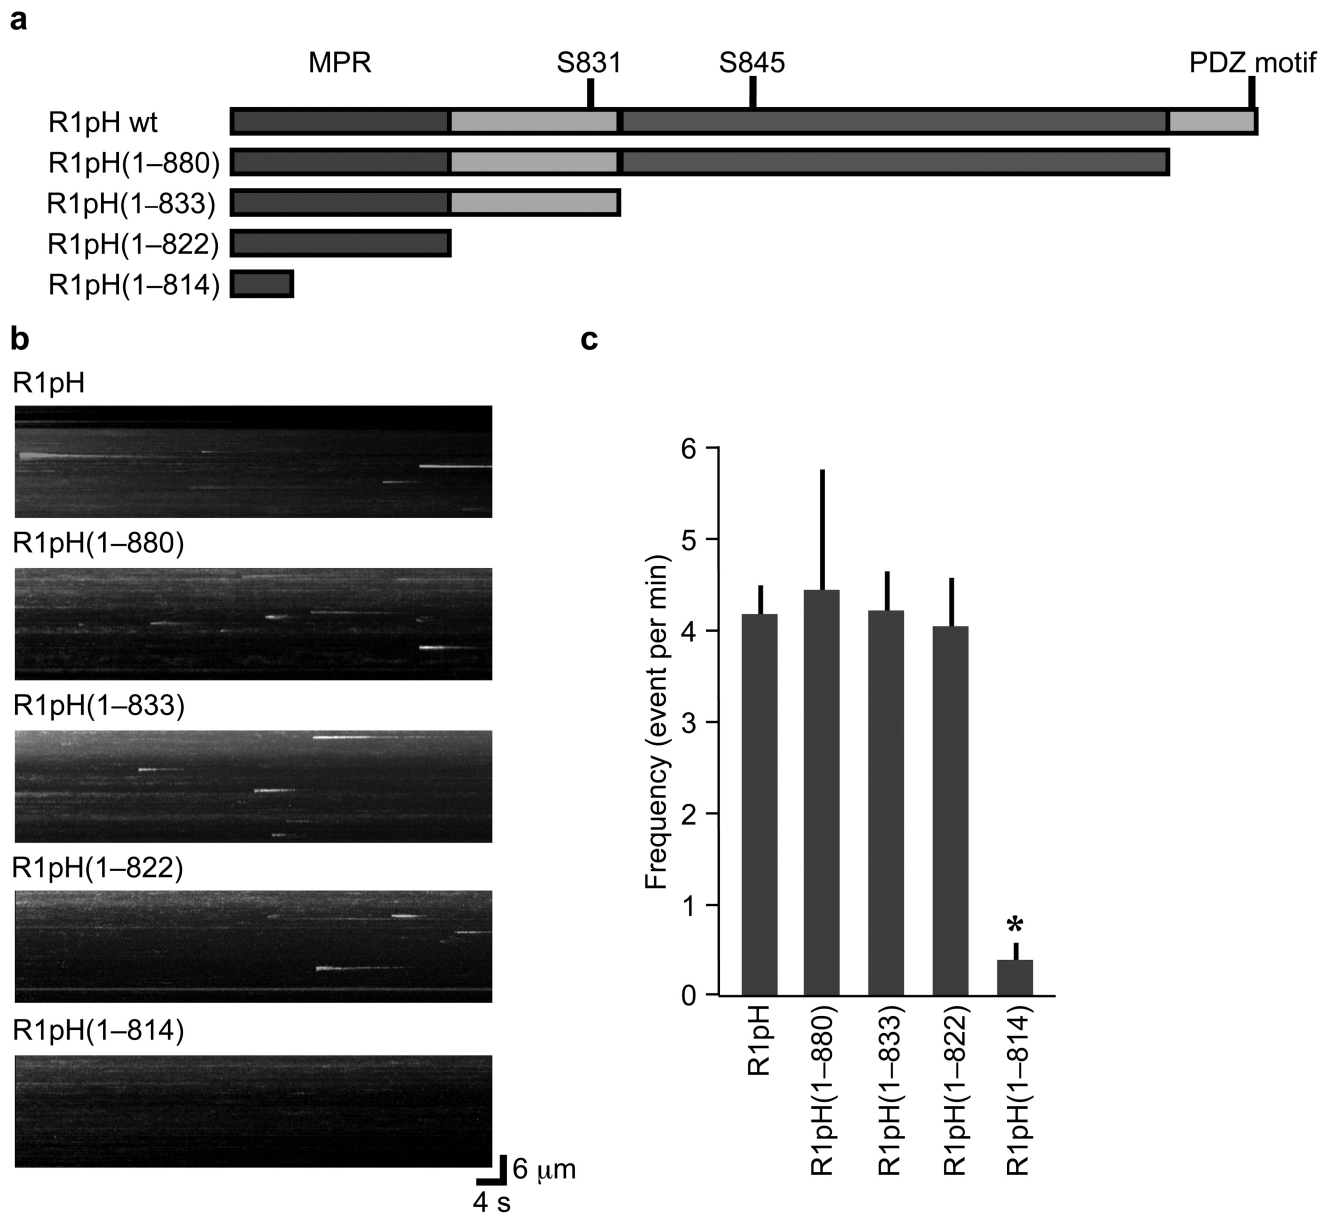 a
MPR S831 S845 PDZ motif
R1pH wt
R1pH(1–880)
R1pH(1–833)
R1pH(1–822)
R1pH(1–814)
b
R1pH
R1pH(1–880)
R1pH(1–833)
R1pH(1–822)
R1pH(1–814)
6 μm
4 s
c
Frequency (event per min)
6
5
4
3
2
1
0
*
R1pH
R1pH(1–880)
R1pH(1–833)
R1pH(1–822)
R1pH(1–814)